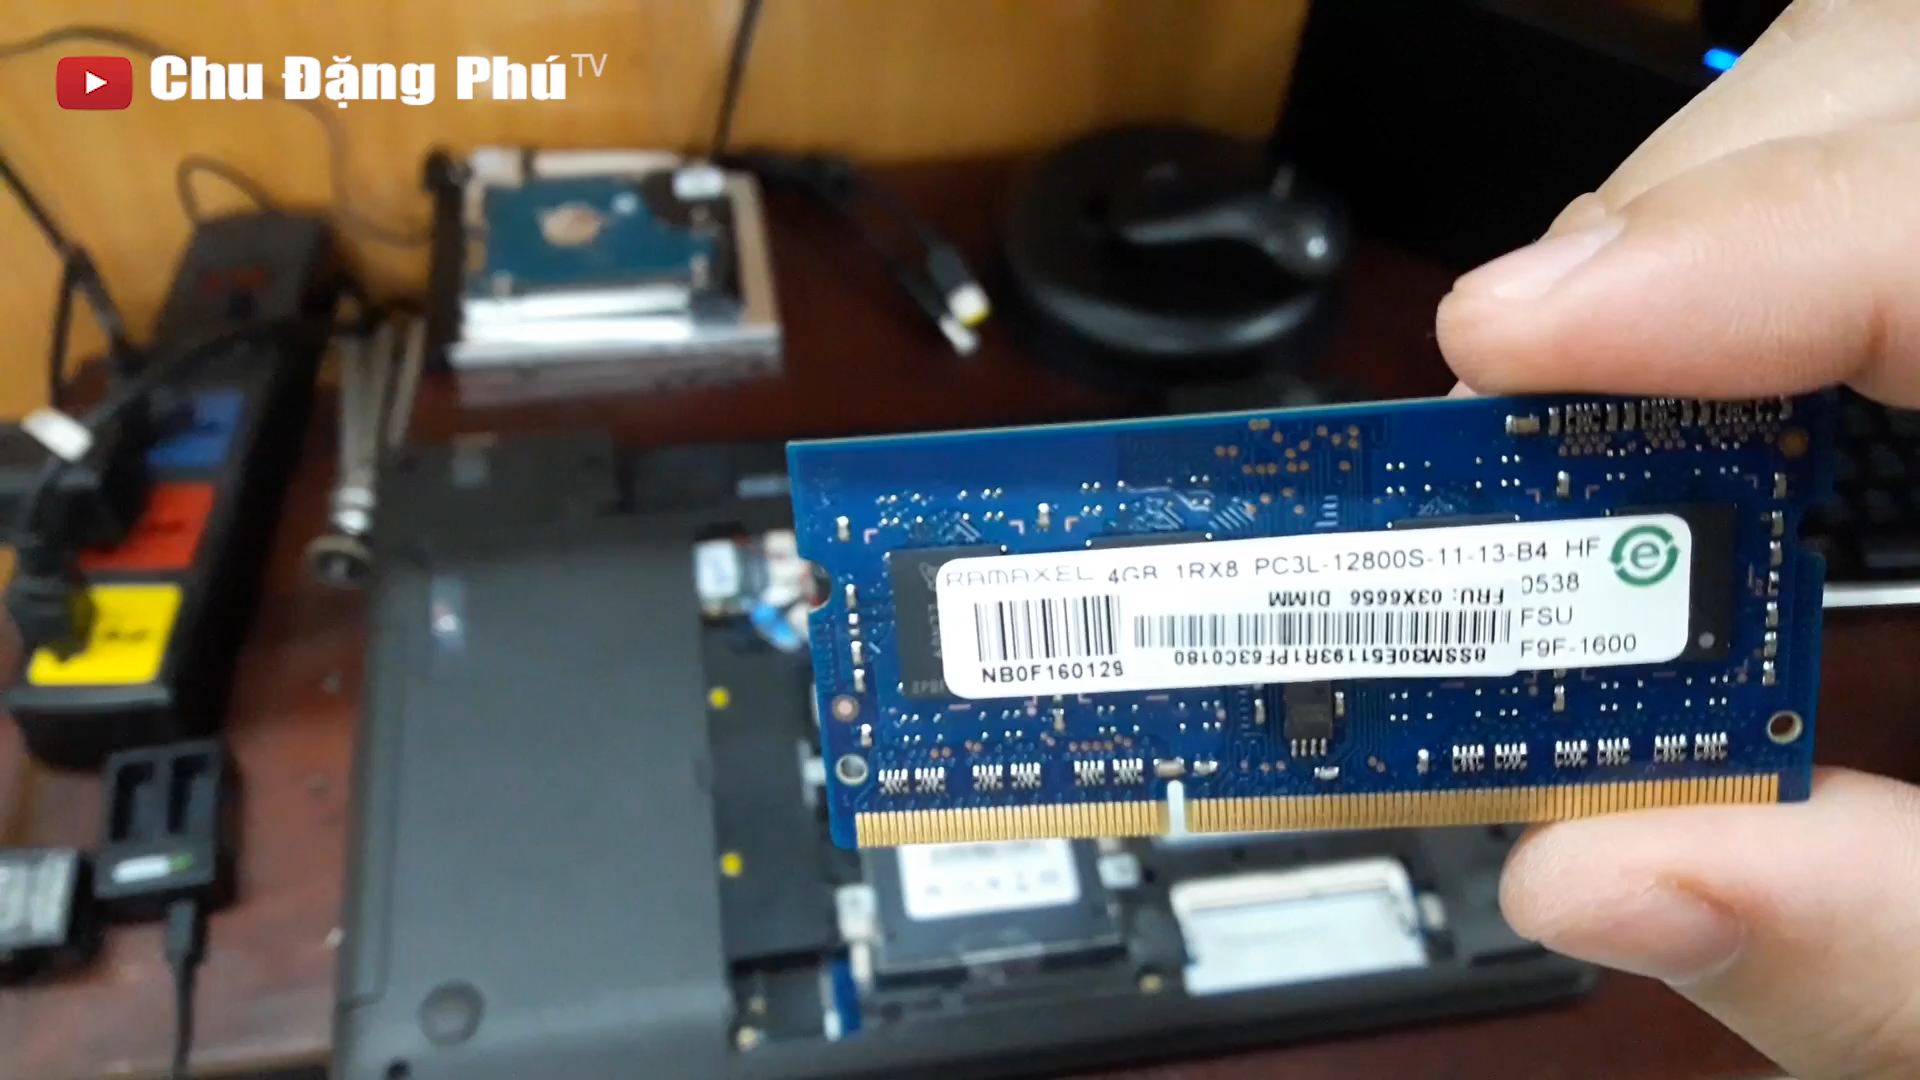 Chu Đặng Phú TV
RAMAXEL 4GB 1RX8 PC3L-12800S-11-13-B4 HF
FRU: 03X6656 DIMM
8SSM30E51193R1PF63C0180
0538
FSU
F9F-1600
NB0F160129